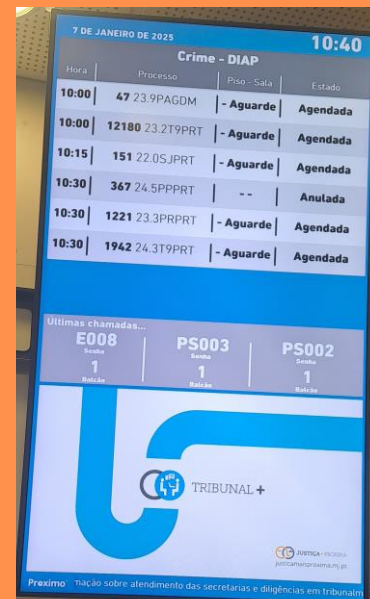 7 DE JANEIRO DE 2025 10:40
Crime - DIAP
Hora Processo Piso - Sala Estado
10:00 47 23.9PAGDM - Aguarde Agendada
10:00 12180 23.2T9PRT - Aguarde Agendada
10:15 151 22.0SJPRT - Aguarde Agendada
10:30 367 24.5PPPRT - - Anulada
10:30 1221 23.3PRPRT - Aguarde Agendada
10:30 1942 24.3T9PRT - Aguarde Agendada
Ultimas chamadas...
E008 PS003 PS002
Senha Senha Senha
1 1 1
Balcão Balcão Balcão
TRIBUNAL +
JUSTIÇA + PRÓXIMA
justicamaisproxima.mj.pt
Preximo mação sobre atendimento das secretarias e diligências em tribunalm